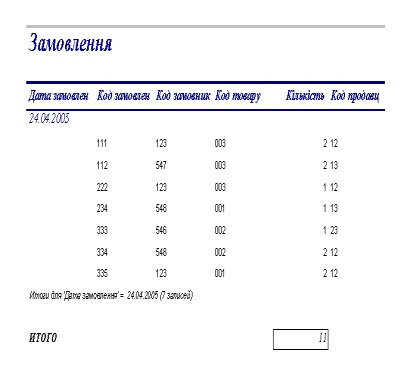 Замовлення
Дата замовлен Код замовлен Код замовник Код товару Кількість Код продавц
24.04.2005
111 123 003 2 12
112 547 003 2 13
222 123 003 1 12
234 548 001 1 13
333 546 002 1 23
334 548 002 2 12
335 123 001 2 12
Итоги для 'Дата замовлення' = 24.04.2005 (7 записей)
ИТОГО 11